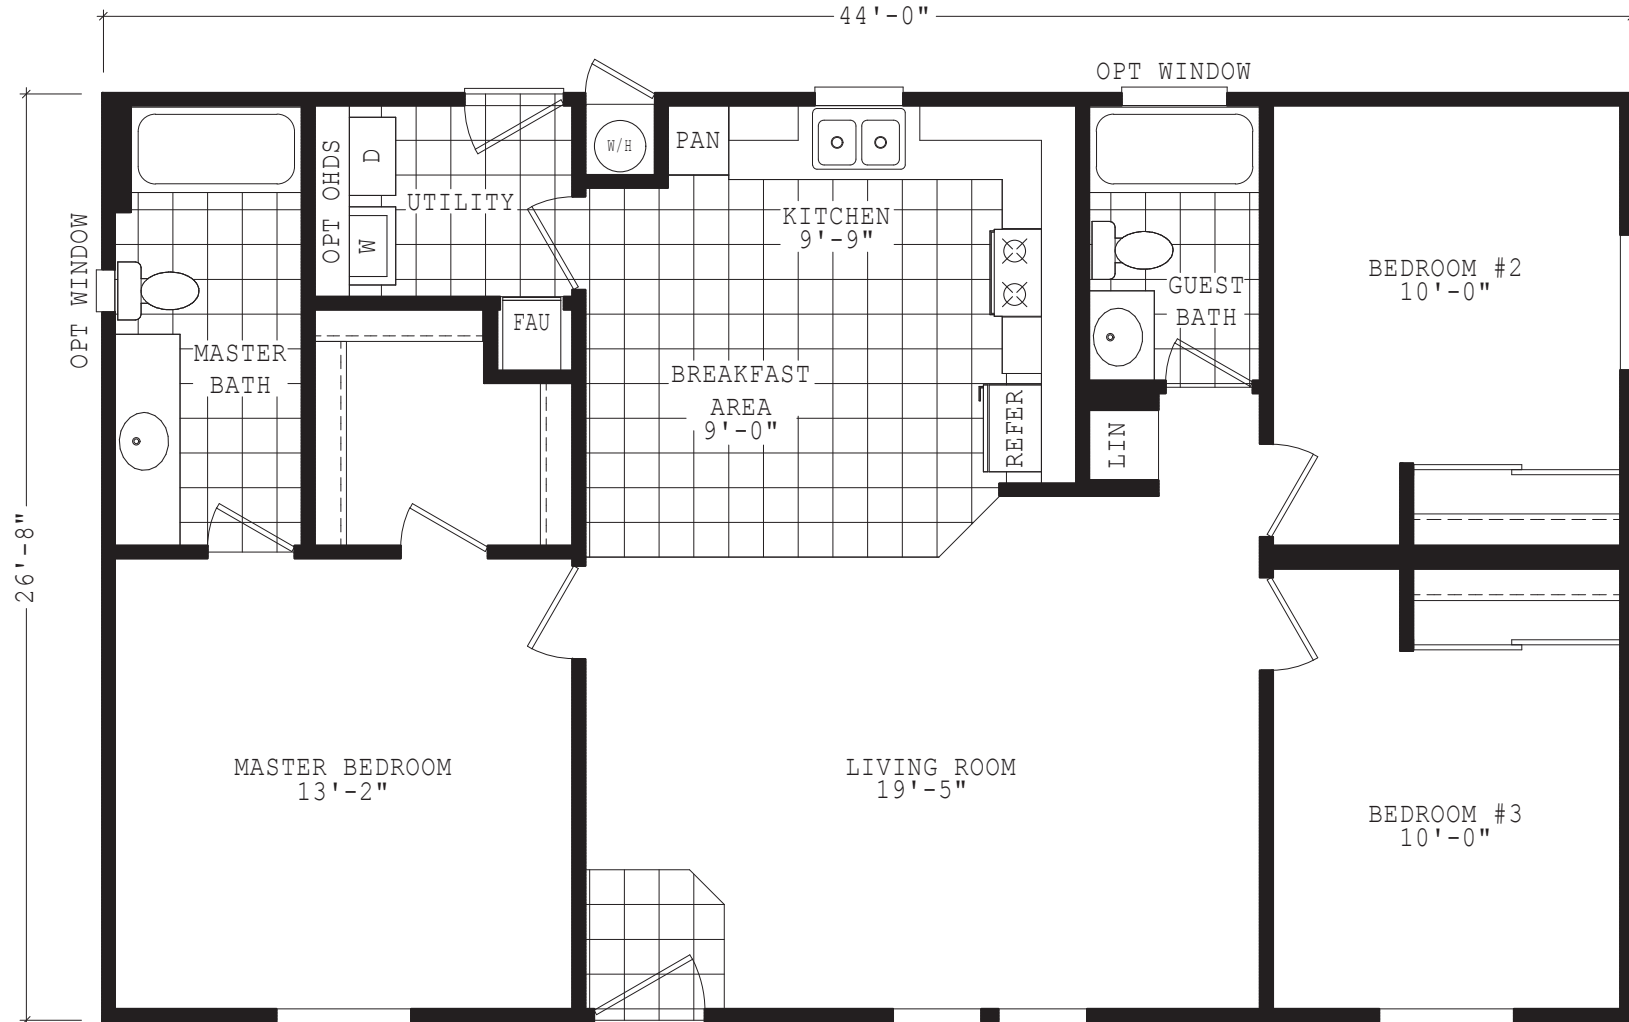 44'-0"
OPT WINDOW
26'-8"
OPT WINDOW
OPT OHDS
D
W
UTILITY
W/H
PAN
KITCHEN
9'-9"
FAU
MASTER
BATH
BREAKFAST
AREA
9'-0"
REFER
GUEST
BATH
LIN
BEDROOM #2
10'-0"
MASTER BEDROOM
13'-2"
LIVING ROOM
19'-5"
BEDROOM #3
10'-0"